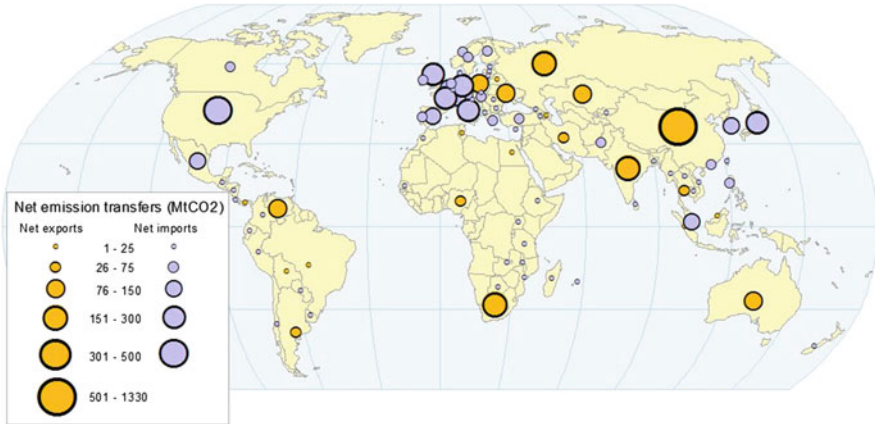 Net emission transfers (MtCO2)
Net exports Net imports
1 - 25
26 - 75
76 - 150
151 - 300
301 - 500
501 - 1330